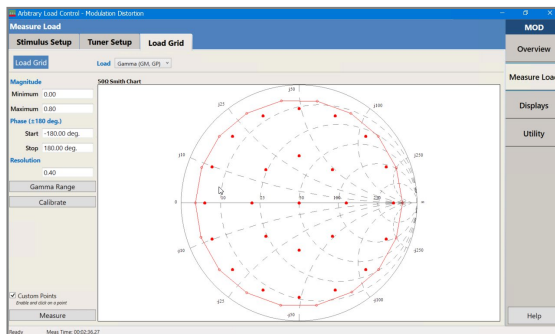 Arbitrary Load Control - Modulation Distortion
Measure Load
MOD
Stimulus Setup Tuner Setup Load Grid
Overview
Load Grid Load Gamma (GM, GP)
Measure Loa
Magnitude
50Ω Smith Chart
Minimum 0.00
Maximum 0.80
Displays
Phase (±180 deg.)
Start -180.00 deg.
Stop 180.00 deg.
Utility
Resolution
0.40
Gamma Range
Calibrate
j50
j25
j100
j10
j250
0
10
25
50
100
250
-j10
-j250
-j25
-j100
-j50
Custom Points
Enable and click on a point
Measure
Help
Ready Meas Time: 00:02:36.27